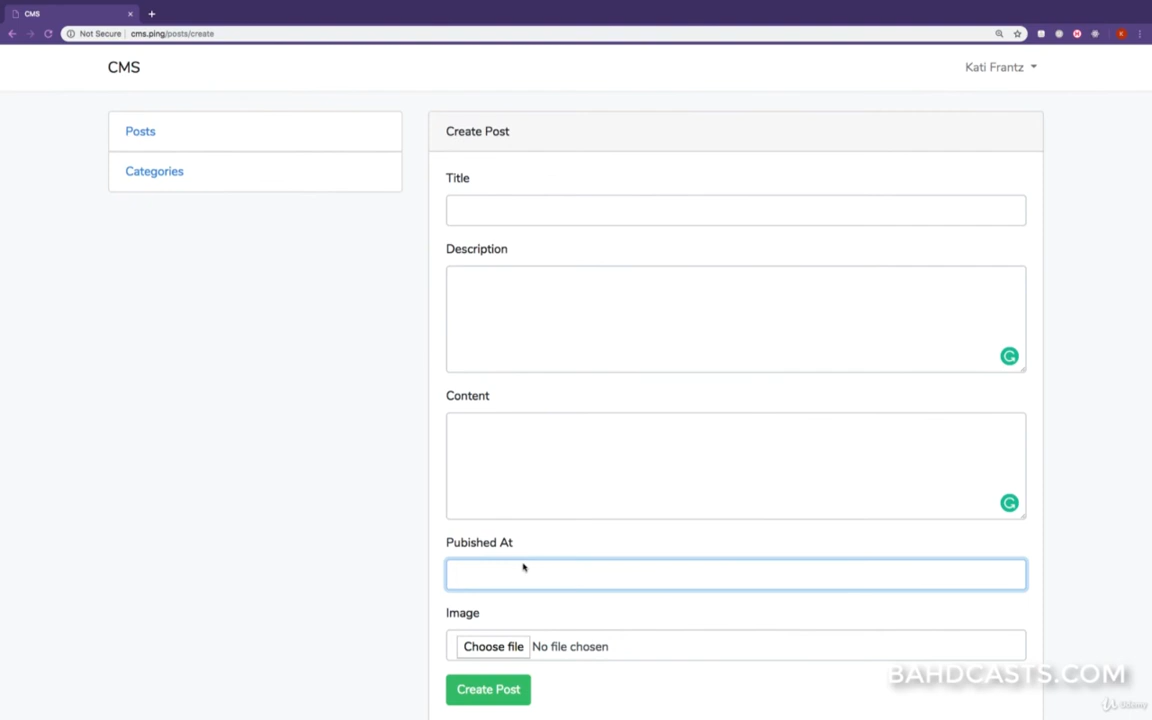 CMS
Not Secure | cms.ping/posts/create
CMS
Kati Frantz
Posts
Categories
Create Post
Title
Description
Content
Pubished At
Image
Choose file No file chosen
Create Post
BAHDCASTS.COM
Udemy